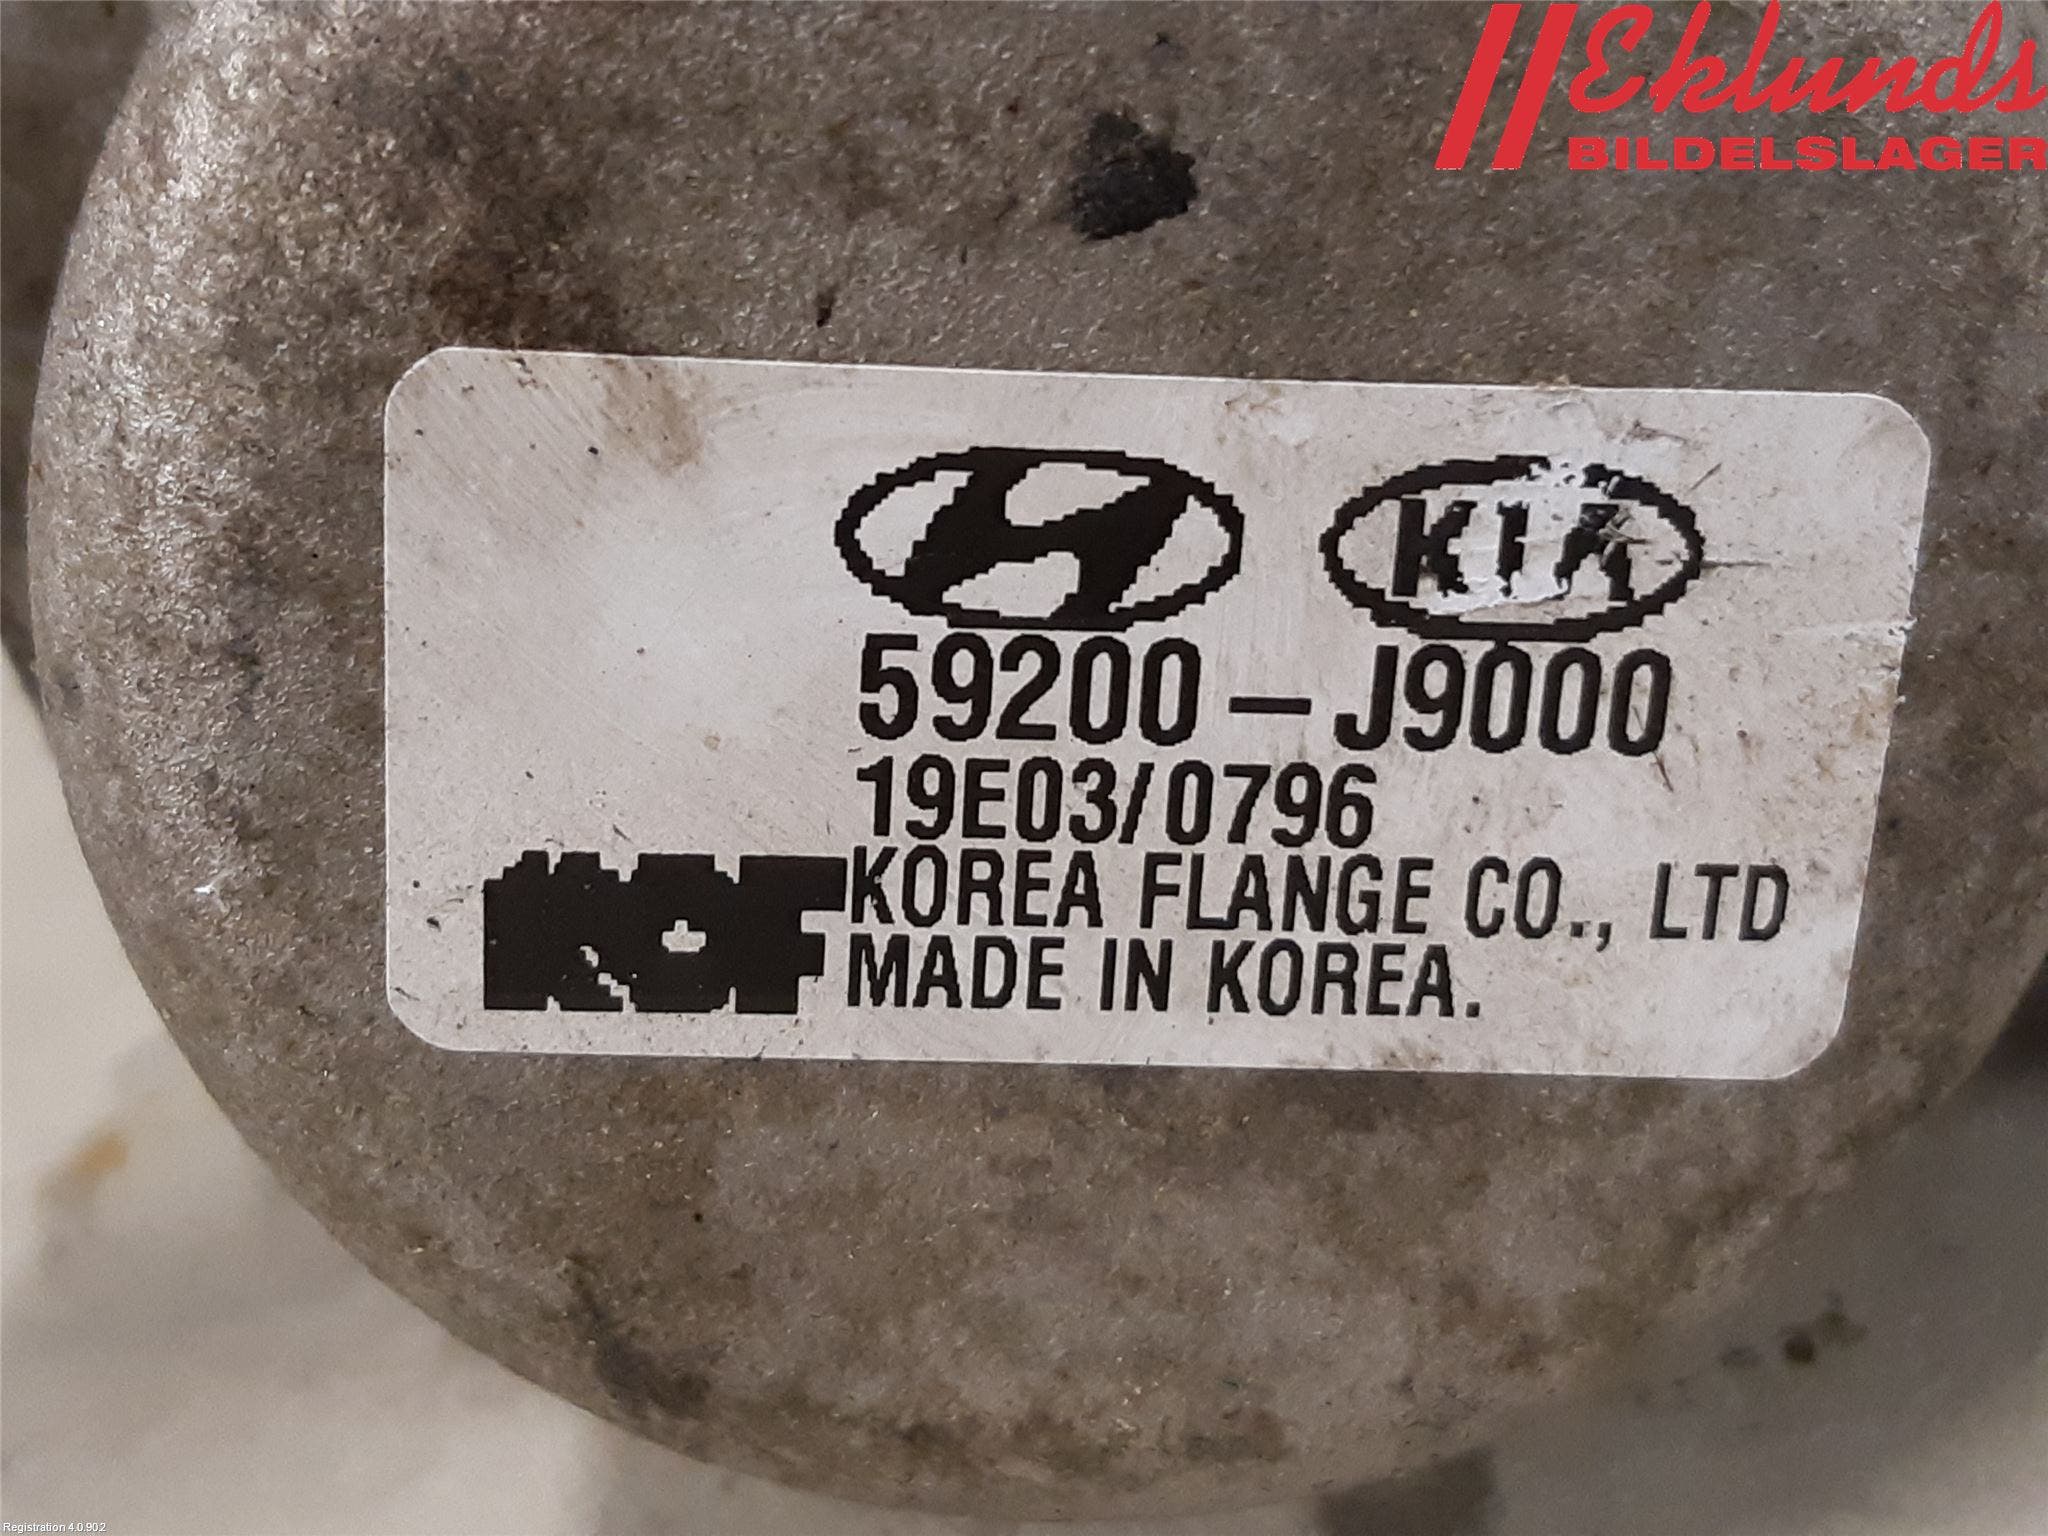 Eklunds
BILDELSLAGER
KIA
59200-J9000
19E03/0796
KOF KOREA FLANGE CO., LTD
MADE IN KOREA.
Registration 4.0.902